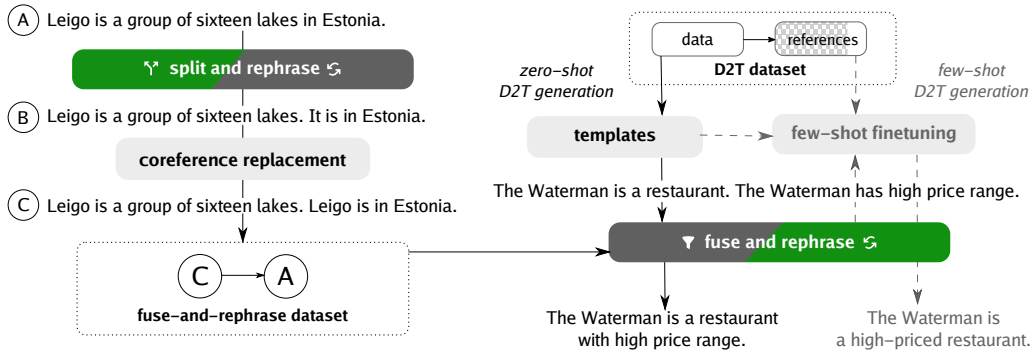 A Leigo is a group of sixteen lakes in Estonia.
split and rephrase
B Leigo is a group of sixteen lakes. It is in Estonia.
coreference replacement
C Leigo is a group of sixteen lakes. Leigo is in Estonia.
C A
fuse-and-rephrase dataset
data references
D2T dataset
zero-shot
D2T generation
few-shot
D2T generation
templates few-shot finetuning
The Waterman is a restaurant. The Waterman has high price range.
fuse and rephrase
The Waterman is a restaurant
with high price range.
The Waterman is
a high-priced restaurant.